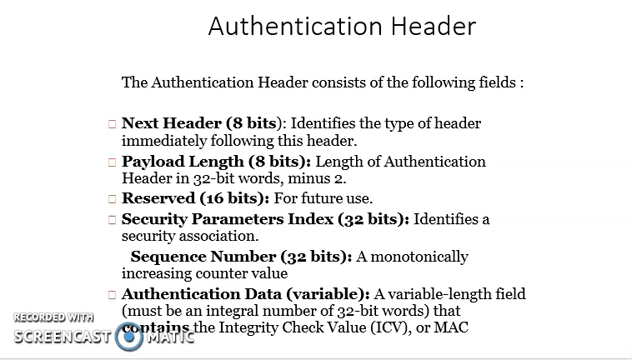 Authentication Header
The Authentication Header consists of the following fields :
Next Header (8 bits): Identifies the type of header
immediately following this header.
Payload Length (8 bits): Length of Authentication
Header in 32-bit words, minus 2.
Reserved (16 bits): For future use.
Security Parameters Index (32 bits): Identifies a
security association.
Sequence Number (32 bits): A monotonically
increasing counter value
Authentication Data (variable): A variable-length field
(must be an integral number of 32-bit words) that
contains the Integrity Check Value (ICV), or MAC
RECORDED WITH
SCREENCAST MATIC